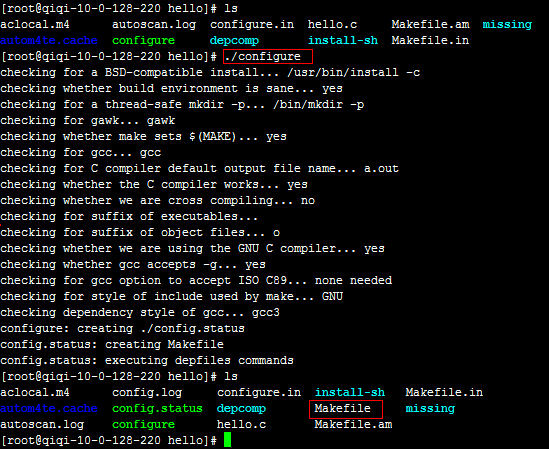 [root@qiqi-10-0-128-220 hello]# ls
aclocal.m4 autoscan.log configure.in hello.c Makefile.am missing
autom4te.cache configure depcomp install-sh Makefile.in
[root@qiqi-10-0-128-220 hello]# ./configure
checking for a BSD-compatible install... /usr/bin/install -c
checking whether build environment is sane... yes
checking for a thread-safe mkdir -p... /bin/mkdir -p
checking for gawk... gawk
checking whether make sets $(MAKE)... yes
checking for gcc... gcc
checking for C compiler default output file name... a.out
checking whether the C compiler works... yes
checking whether we are cross compiling... no
checking for suffix of executables...
checking for suffix of object files... o
checking whether we are using the GNU C compiler... yes
checking whether gcc accepts -g... yes
checking for gcc option to accept ISO C89... none needed
checking for style of include used by make... GNU
checking dependency style of gcc... gcc3
configure: creating ./config.status
config.status: creating Makefile
config.status: executing depfiles commands
[root@qiqi-10-0-128-220 hello]# ls
aclocal.m4 config.log configure.in install-sh Makefile.in
autom4te.cache config.status depcomp Makefile missing
autoscan.log configure hello.c Makefile.am
[root@qiqi-10-0-128-220 hello]#